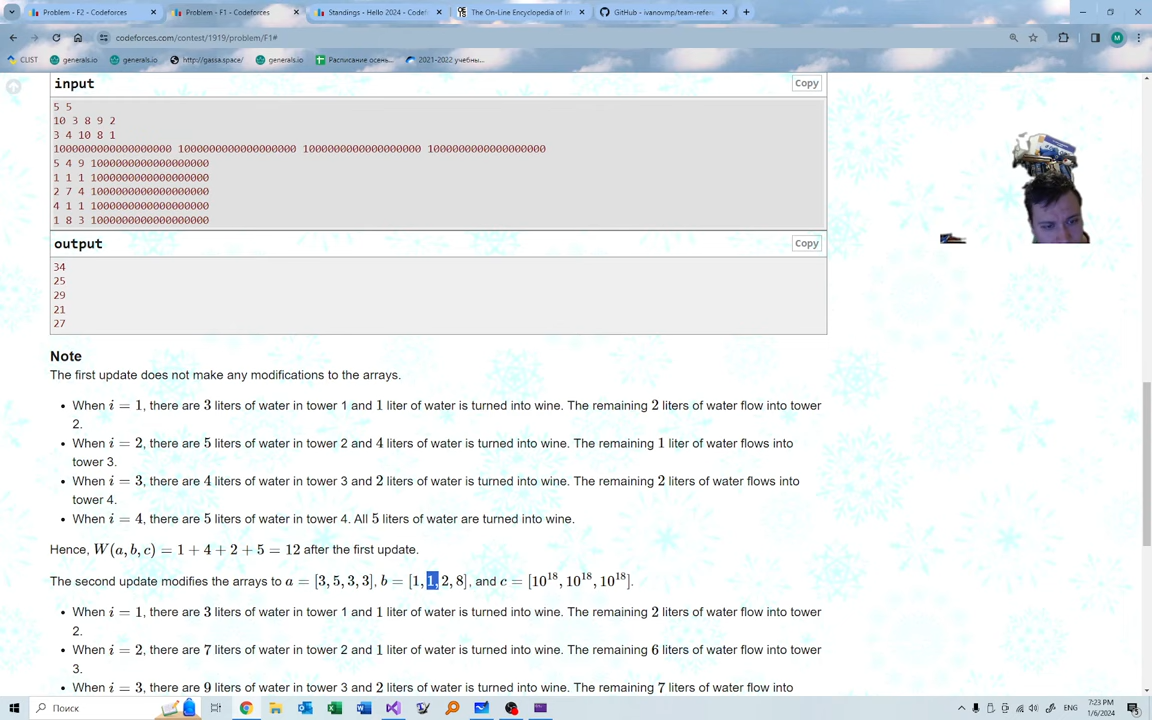 Problem - F2 - Codeforces
Problem - F1 - Codeforces
Standings - Hello 2024 - Codef
The On-Line Encyclopedia of In
GitHub - ivanovmp/team-refer
codeforces.com/contest/1919/problem/F1#
CLIST generals.io generals.io http://gassa.space/ generals.io Расписание осень... 2021-2022 учебны...
input
Copy
5 5
10 3 8 9 2
3 4 10 8 1
1000000000000000000 1000000000000000000 1000000000000000000 1000000000000000000
5 4 9 1000000000000000000
1 1 1 1000000000000000000
2 7 4 1000000000000000000
4 1 1 1000000000000000000
1 8 3 1000000000000000000
output
Copy
34
25
29
21
27
Note
The first update does not make any modifications to the arrays.
When i = 1, there are 3 liters of water in tower 1 and 1 liter of water is turned into wine. The remaining 2 liters of water flow into tower
2.
When i = 2, there are 5 liters of water in tower 2 and 4 liters of water is turned into wine. The remaining 1 liter of water flows into
tower 3.
When i = 3, there are 4 liters of water in tower 3 and 2 liters of water is turned into wine. The remaining 2 liters of water flows into
tower 4.
When i = 4, there are 5 liters of water in tower 4. All 5 liters of water are turned into wine.
Hence, W(a, b, c) = 1 + 4 + 2 + 5 = 12 after the first update.
The second update modifies the arrays to a = [3, 5, 3, 3], b = [1, 1, 2, 8], and c = [10¹⁸, 10¹⁸, 10¹⁸].
When i = 1, there are 3 liters of water in tower 1 and 1 liter of water is turned into wine. The remaining 2 liters of water flow into tower
2.
When i = 2, there are 7 liters of water in tower 2 and 1 liter of water is turned into wine. The remaining 6 liters of water flow into tower
3.
When i = 3, there are 9 liters of water in tower 3 and 2 liters of water is turned into wine. The remaining 7 liters of water flow into
Поиск
ENG
7:23 PM
1/6/2024